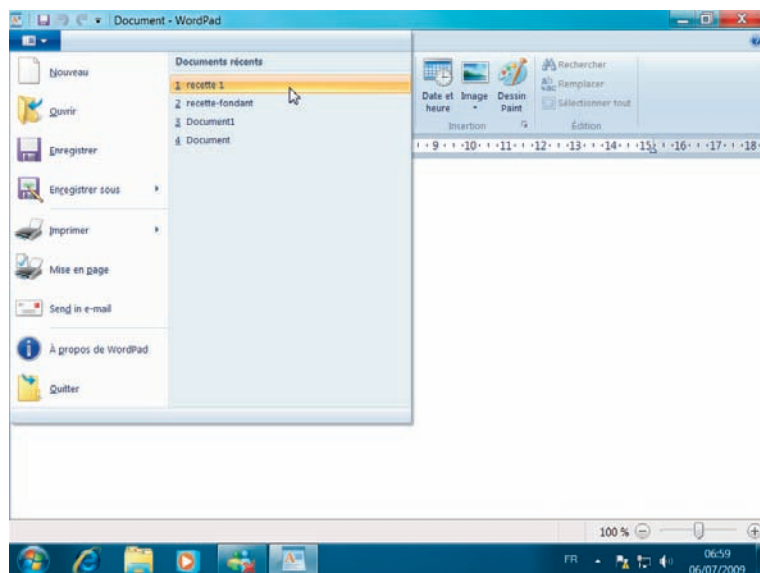 Document - WordPad
Documents récents
Nouveau
1 recette 1
2 recette-fondant
Ouvrir
3 Document1
4 Document
Enregistrer
Enregistrer sous
Imprimer
Mise en page
Send in e-mail
À propos de WordPad
Quitter
Date et heure
Image
Dessin Paint
Insertion
Rechercher
Remplacer
Sélectionner tout
Édition
9 10 11 12 13 14 15 16 17 18
100 %
FR
06:59
06/07/2009